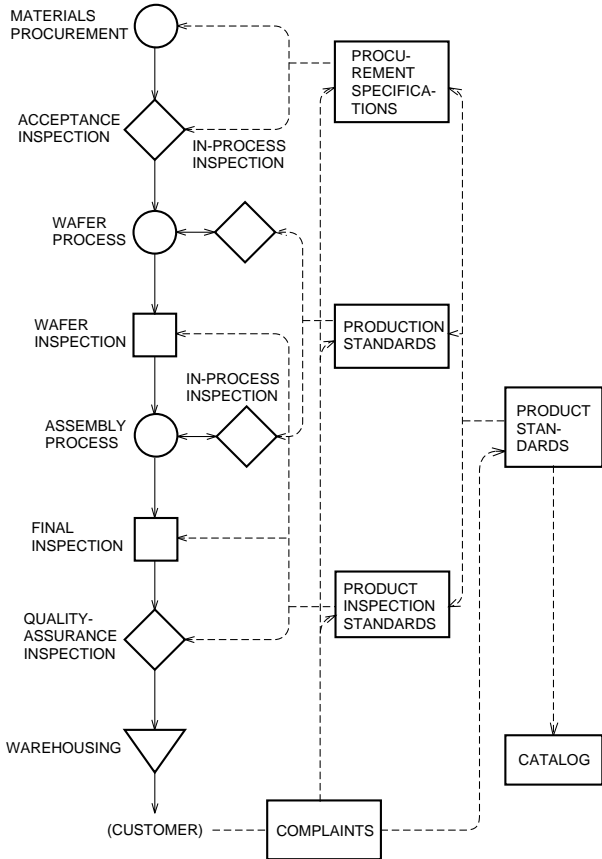 MATERIALS
PROCUREMENT
PROCU-
REMENT
SPECIFICA-
TIONS
ACCEPTANCE
INSPECTION
IN-PROCESS
INSPECTION
WAFER
PROCESS
WAFER
INSPECTION
PRODUCTION
STANDARDS
IN-PROCESS
INSPECTION
ASSEMBLY
PROCESS
PRODUCT
STAN-
DARDS
FINAL
INSPECTION
PRODUCT
INSPECTION
STANDARDS
QUALITY-
ASSURANCE
INSPECTION
WAREHOUSING
CATALOG
(CUSTOMER)
COMPLAINTS